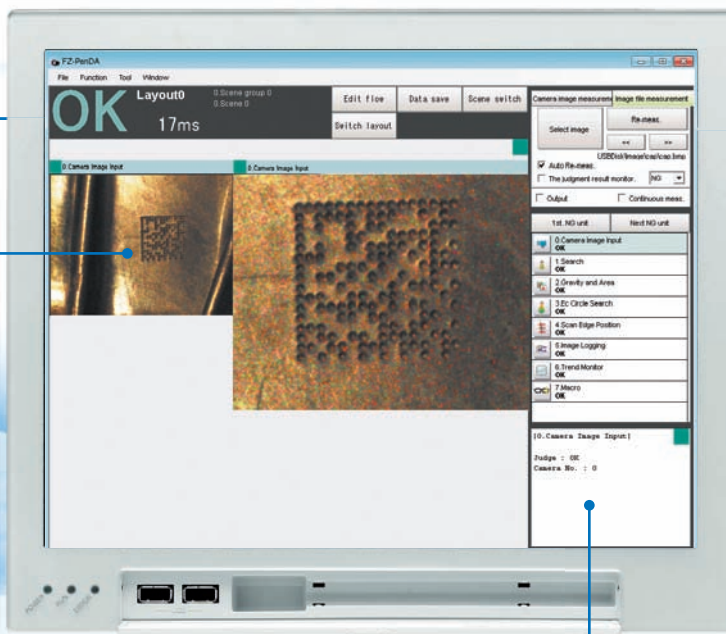 FZ-PanDA
File Function Tool Window
OK
Layout0
17ms
0.Scene group 0
0.Scene 0
Edit flow
Data save
Scene switch
Switch layout
Camera image measurement
Image file measurement
Select image
Re-meas.
<< >>
USBDisk\image\cap\cap.bmp
Auto Re-meas.
The judgment result monitor.
NG
Output
Continuous meas.
0.Camera Image Input
0.Camera Image Input
1st. NG unit
Next NG unit
0.Camera Image Input
OK
1.Search
OK
2.Gravity and Area
OK
3.Ec Circle Search
OK
4.Scan Edge Position
OK
5.Image Logging
OK
6.Trend Monitor
OK
7.Macro
OK
[0.Camera Image Input]
Judge : OK
Camera No. : 0
POWER
RUN
ERROR